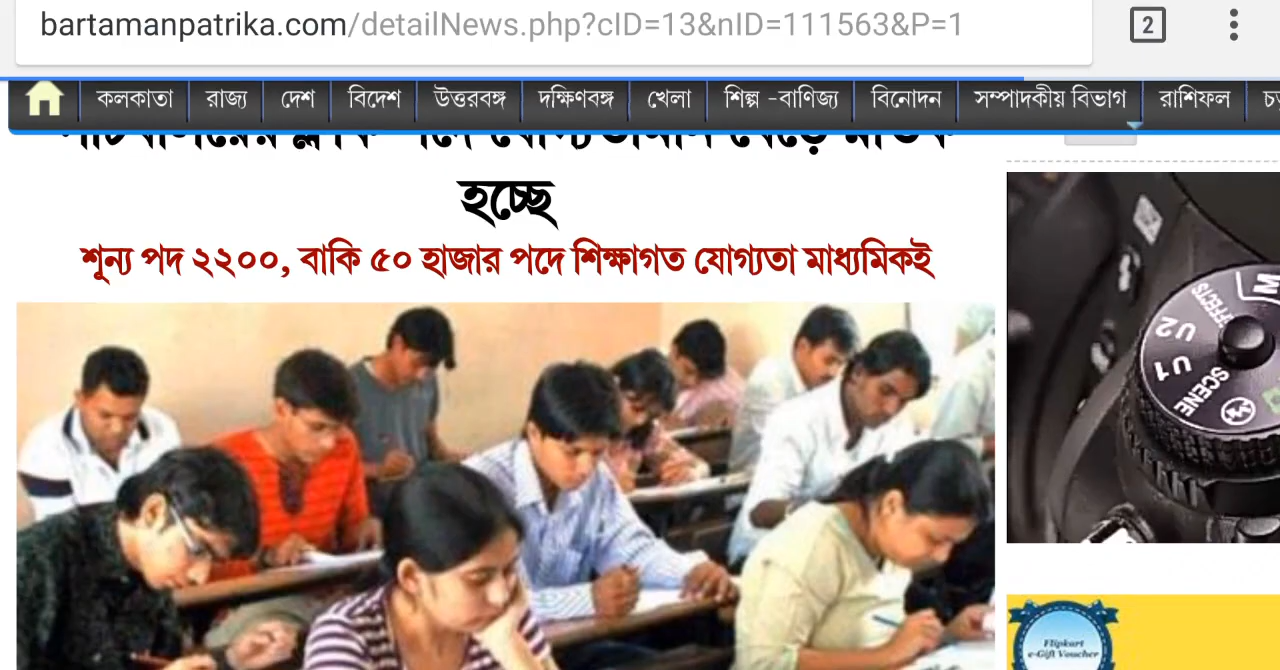 bartamanpatrika.com/detailNews.php?cID=13&nID=111563&P=1
2
কলকাতা রাজ্য দেশ বিদেশ উত্তরবঙ্গ দক্ষিণবঙ্গ খেলা শিল্প -বাণিজ্য বিনোদন সম্পাদকীয় বিভাগ রাশিফল
হচ্ছে
শূন্য পদ ২২০০, বাকি ৫০ হাজার পদে শিক্ষাগত যোগ্যতা মাধ্যমিকই
M
EFFECTS
U2
U1
SCENE
Flipkart
e-Gift Voucher